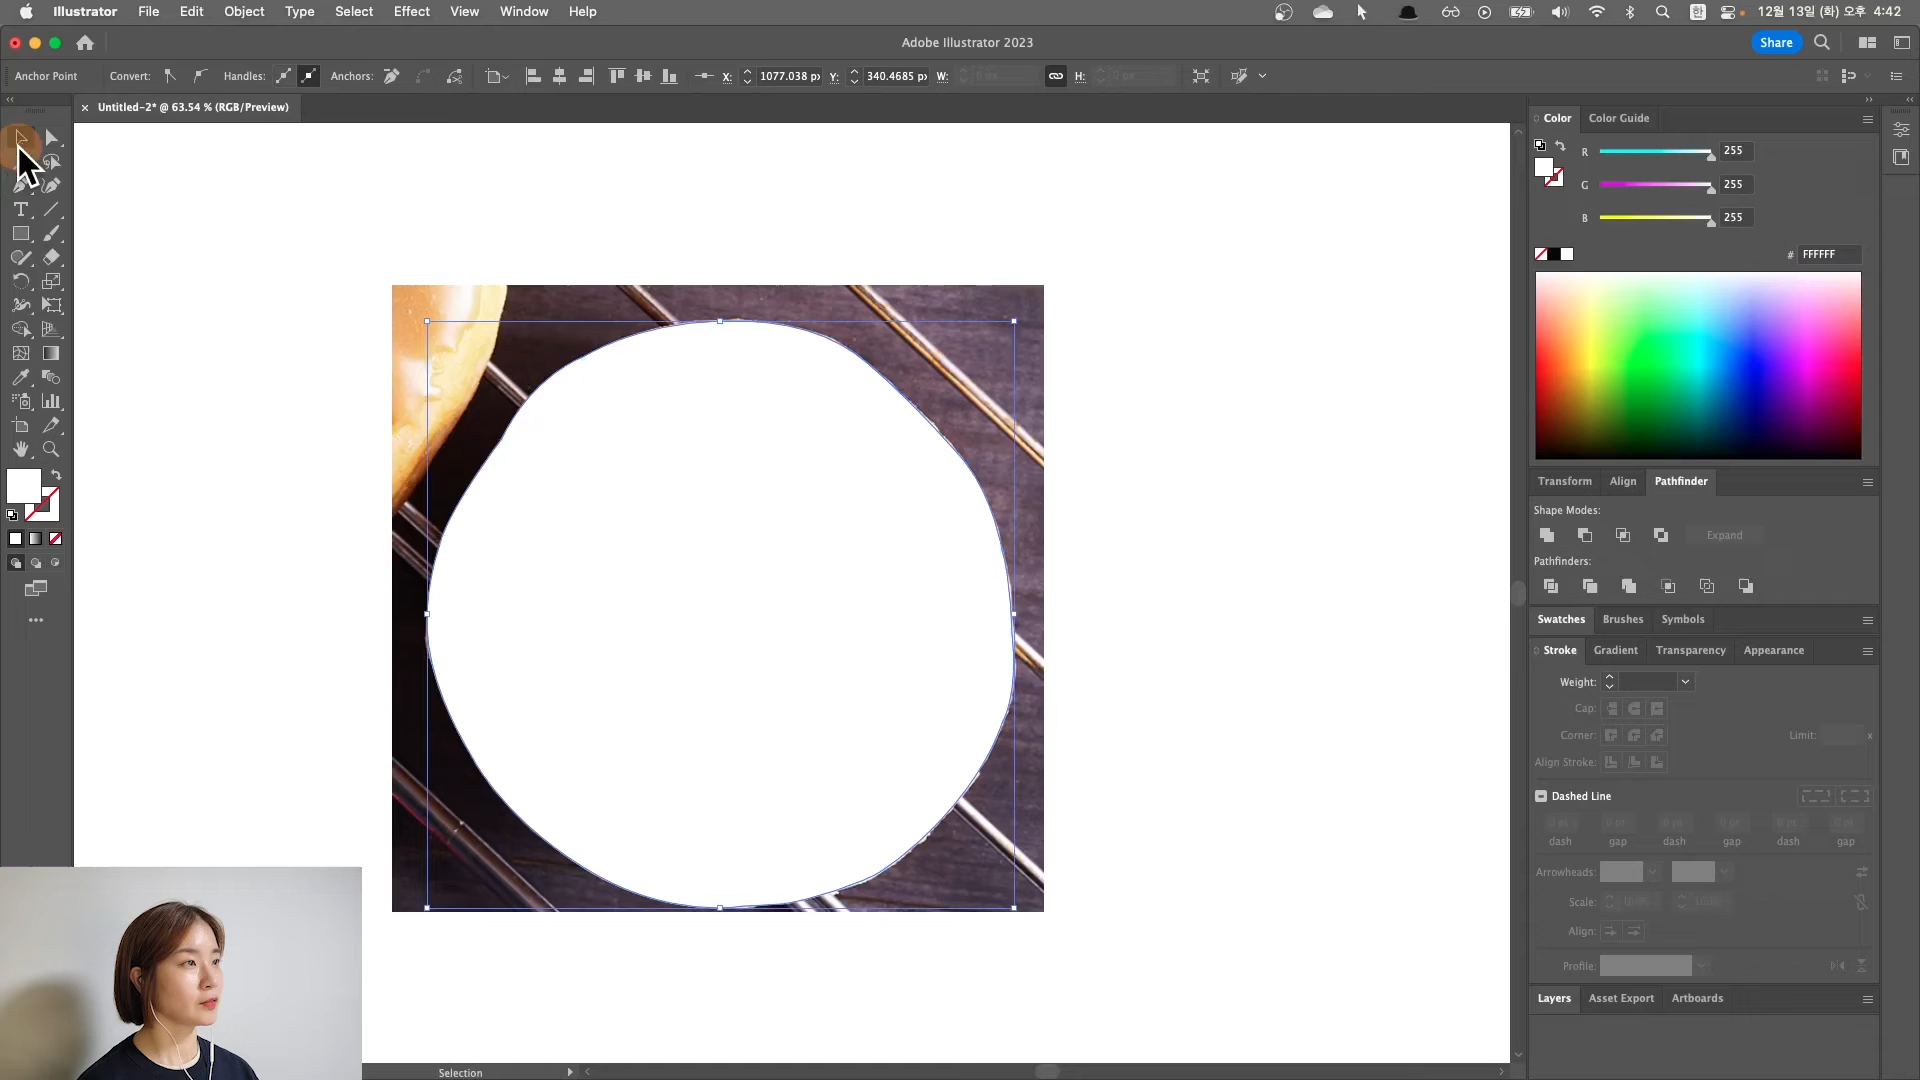 Illustrator File Edit Object Type Select Effect View Window Help 한 12월 13일 (화) 오후 4:42
Adobe Illustrator 2023 Share
Anchor Point Convert: Handles: Anchors: X: 1077.038 px Y: 340.4685 px W: H:
× Untitled-2* @ 63.54 % (RGB/Preview)
Color Color Guide
R 255
G 255
B 255
# FFFFFF
Transform Align Pathfinder
Shape Modes:
Expand
Pathfinders:
Swatches Brushes Symbols
Stroke Gradient Transparency Appearance
Weight:
Cap:
Corner: Limit: x
Align Stroke:
Dashed Line
dash gap dash gap dash gap
Arrowheads:
Scale:
Align:
Profile:
Layers Asset Export Artboards
Selection